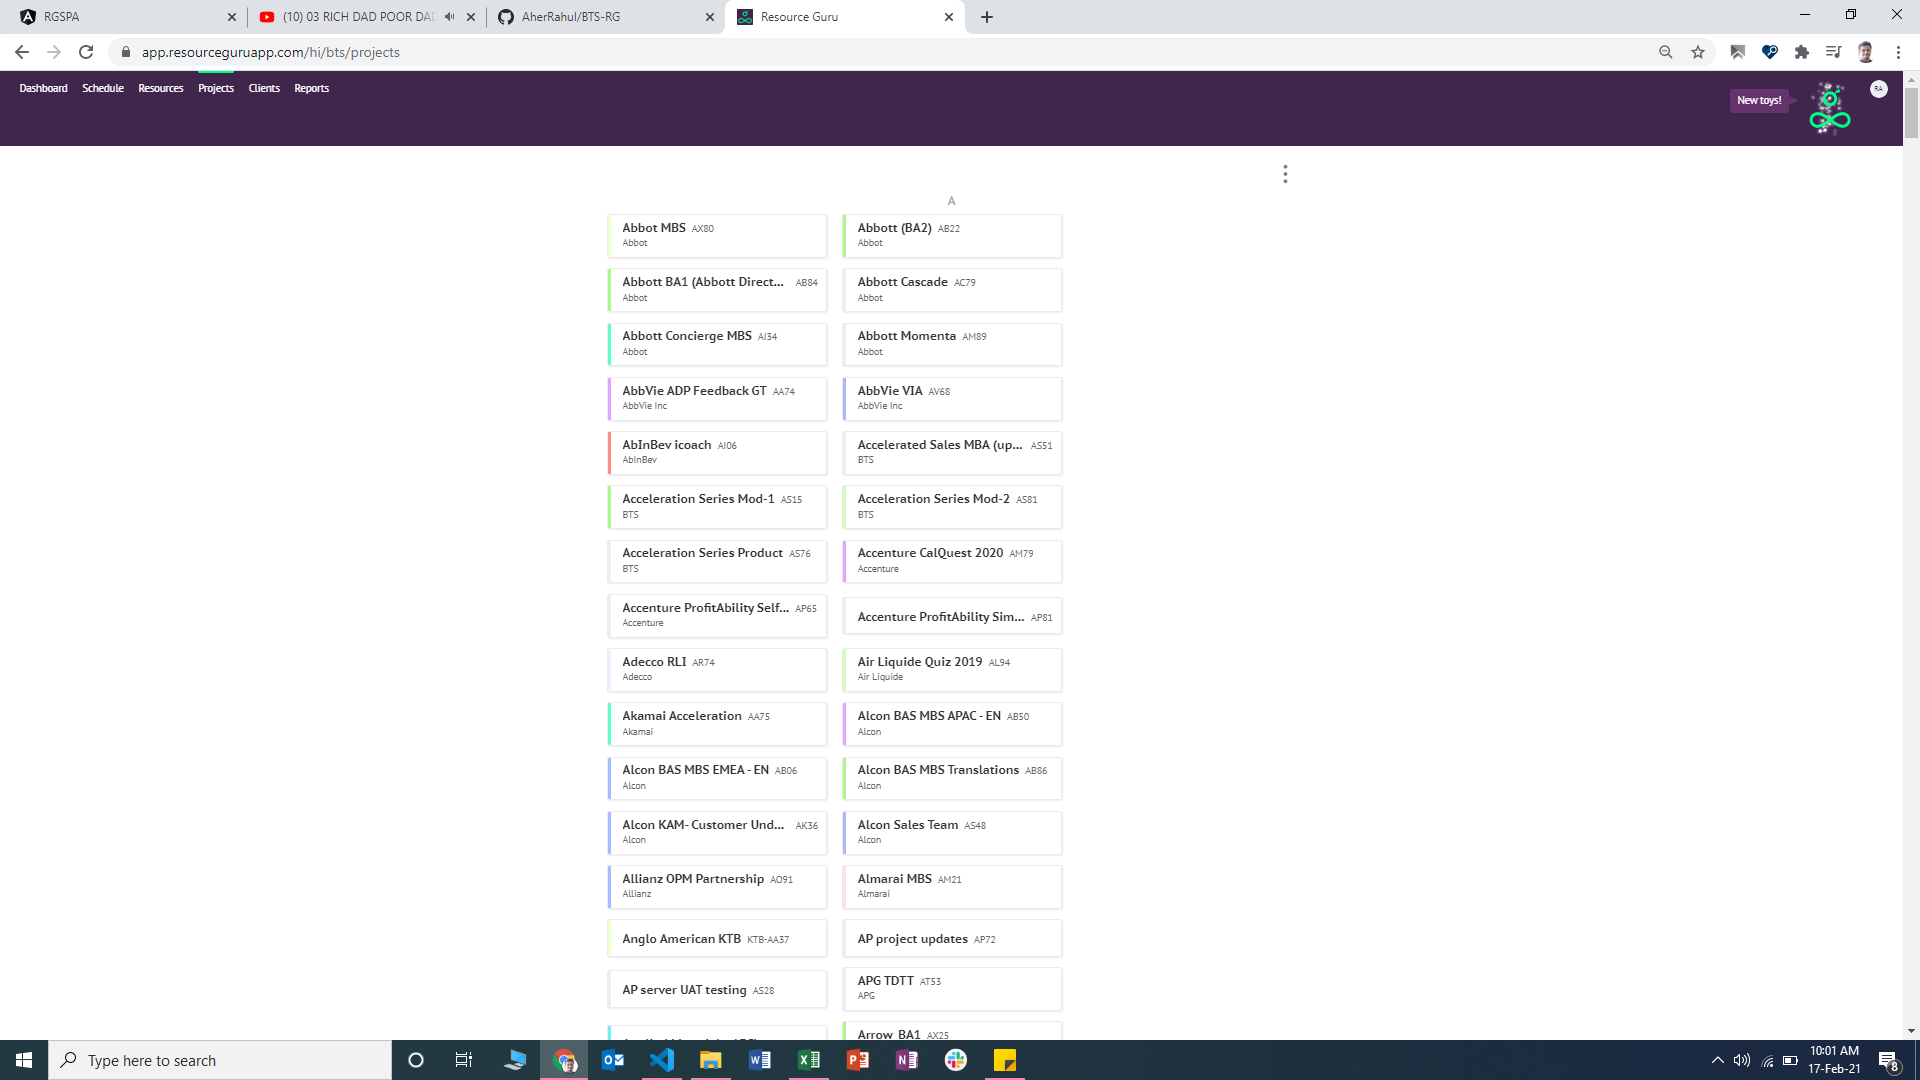 RGSPA
(10) 03 RICH DAD POOR DAD
AherRahul/BTS-RG
Resource Guru
app.resourceguruapp.com/hi/bts/projects
Dashboard Schedule Resources Projects Clients Reports
New toys!
RA
A
Abbot MBS AX80
Abbot
Abbott (BA2) AB22
Abbot
Abbott BA1 (Abbott Direct... AB84
Abbot
Abbott Cascade AC79
Abbot
Abbott Concierge MBS AI34
Abbot
Abbott Momenta AM89
Abbot
AbbVie ADP Feedback GT AA74
AbbVie Inc
AbbVie VIA AV68
AbbVie Inc
AbInBev icoach AI06
AbInBev
Accelerated Sales MBA (up... AS51
BTS
Acceleration Series Mod-1 AS15
BTS
Acceleration Series Mod-2 AS81
BTS
Acceleration Series Product AS76
BTS
Accenture CalQuest 2020 AM79
Accenture
Accenture ProfitAbility Self... AP65
Accenture
Accenture ProfitAbility Sim... AP81
Adecco RLI AR74
Adecco
Air Liquide Quiz 2019 AL94
Air Liquide
Akamai Acceleration AA75
Akamai
Alcon BAS MBS APAC - EN AB50
Alcon
Alcon BAS MBS EMEA - EN AB06
Alcon
Alcon BAS MBS Translations AB86
Alcon
Alcon KAM- Customer Und... AK36
Alcon
Alcon Sales Team AS48
Alcon
Allianz OPM Partnership AO91
Allianz
Almarai MBS AM21
Almarai
Anglo American KTB KTB-AA37
AP project updates AP72
AP server UAT testing AS28
APG TDTT AT53
APG
Arrow BA1 AX25
Type here to search
10:01 AM
17-Feb-21
8